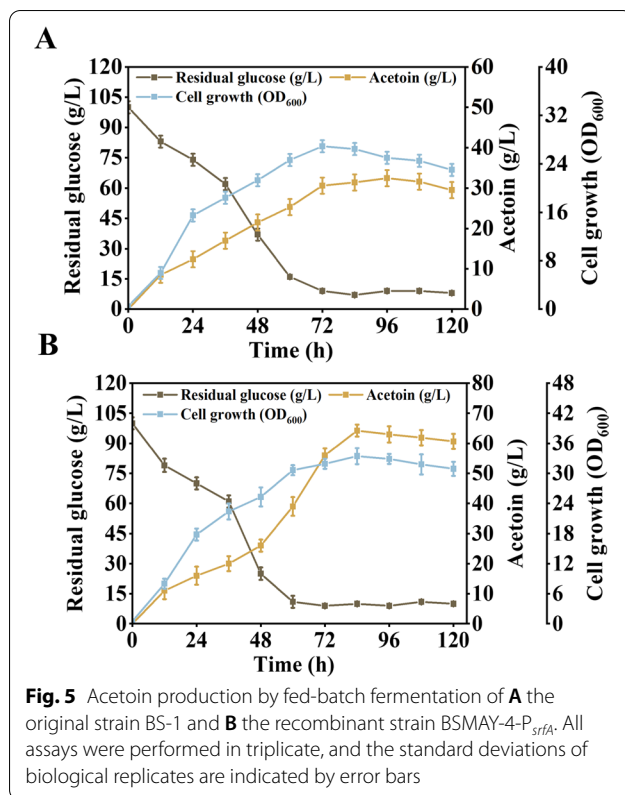 A
Residual glucose (g/L) Acetoin (g/L)
Cell growth (OD600)
120
105
90
75
60
45
30
15
0
Residual glucose (g/L)
60
50
40
30
20
10
0
Acetoin (g/L)
40
32
24
16
8
0
Cell growth (OD600)
0 24 48 72 96 120
Time (h)
B
Residual glucose (g/L) Acetoin (g/L)
Cell growth (OD600)
120
105
90
75
60
45
30
15
0
Residual glucose (g/L)
80
70
60
50
40
30
20
10
0
Acetoin (g/L)
48
42
36
30
24
18
12
6
0
Cell growth (OD600)
0 24 48 72 96 120
Time (h)
Fig. 5 Acetoin production by fed-batch fermentation of A the
original strain BS-1 and B the recombinant strain BSMAY-4-PsrfA. All
assays were performed in triplicate, and the standard deviations of
biological replicates are indicated by error bars